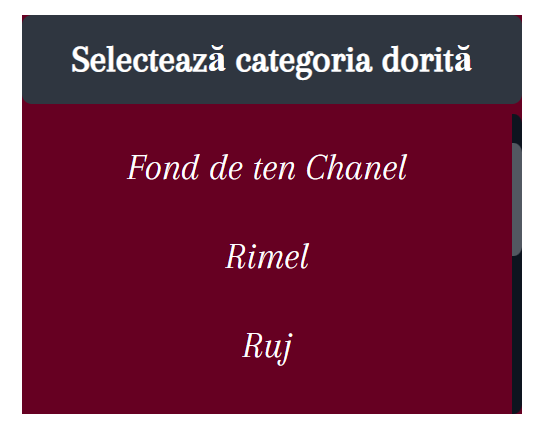 Selectează categoria dorită
Fond de ten Chanel
Rimel
Ruj